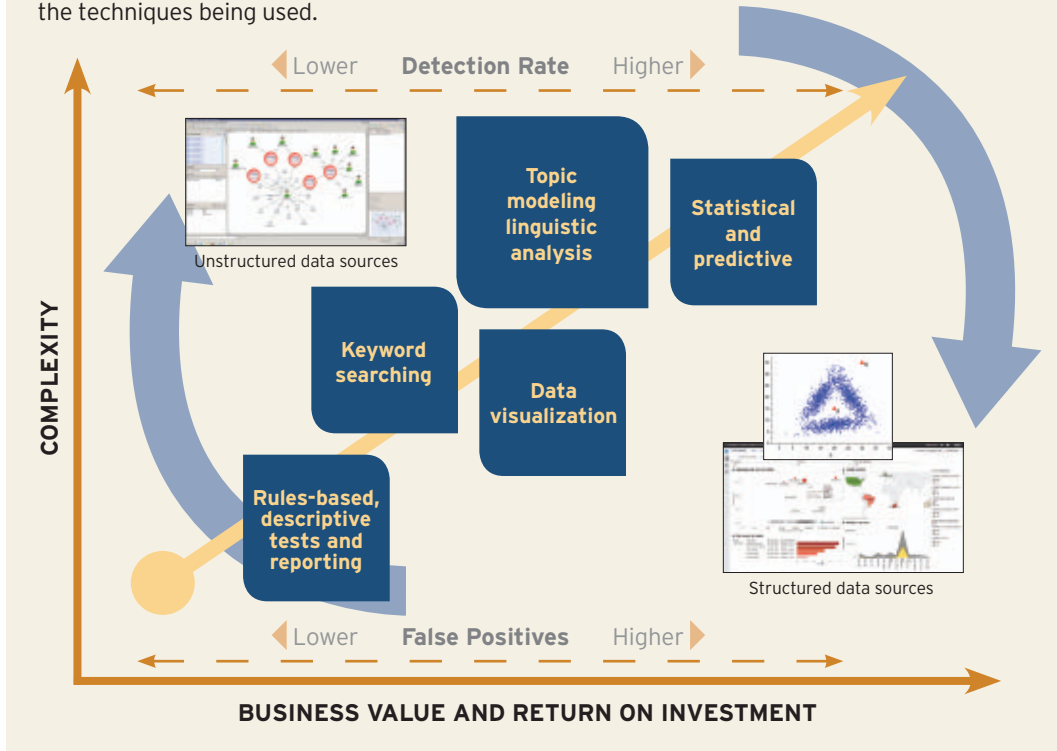 the techniques being used.
Lower Detection Rate Higher
Unstructured data sources
Topic
modeling
linguistic
analysis
Statistical
and
predictive
Keyword
searching
Data
visualization
Rules-based,
descriptive
tests and
reporting
Structured data sources
COMPLEXITY
Lower False Positives Higher
BUSINESS VALUE AND RETURN ON INVESTMENT